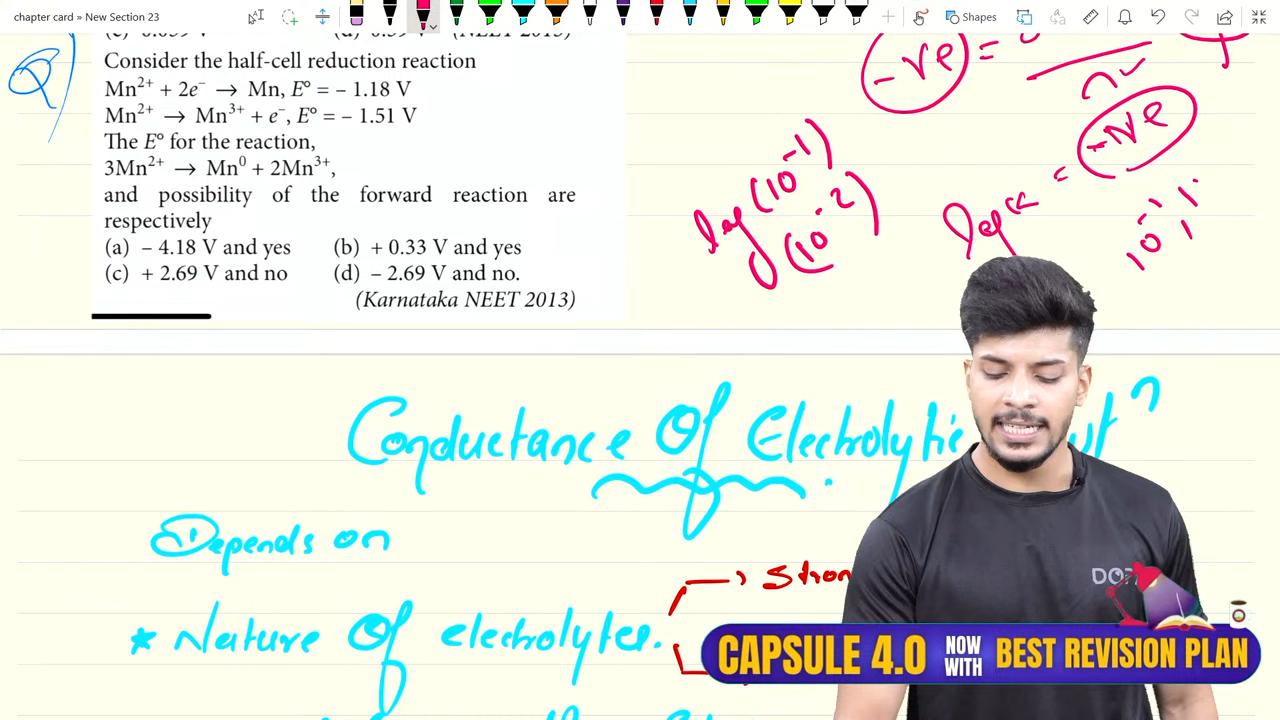 chapter card » New Section 23
Shapes
(NEET 2013)
Q)
Consider the half-cell reduction reaction
Mn²⁺ + 2e⁻ → Mn, E° = – 1.18 V
Mn²⁺ → Mn³⁺ + e⁻, E° = – 1.51 V
The E° for the reaction,
3Mn²⁺ → Mn⁰ + 2Mn³⁺,
and possibility of the forward reaction are
respectively
(a) – 4.18 V and yes (b) + 0.33 V and yes
(c) + 2.69 V and no (d) – 2.69 V and no.
(Karnataka NEET 2013)
-ve =
n
= -ve
log(10⁻¹)
(10⁻²)
10⁻¹
Conductance Of Electrolytic
Depends on
* Nature Of electrolytes.
CAPSULE 4.0 NOW WITH BEST REVISION PLAN